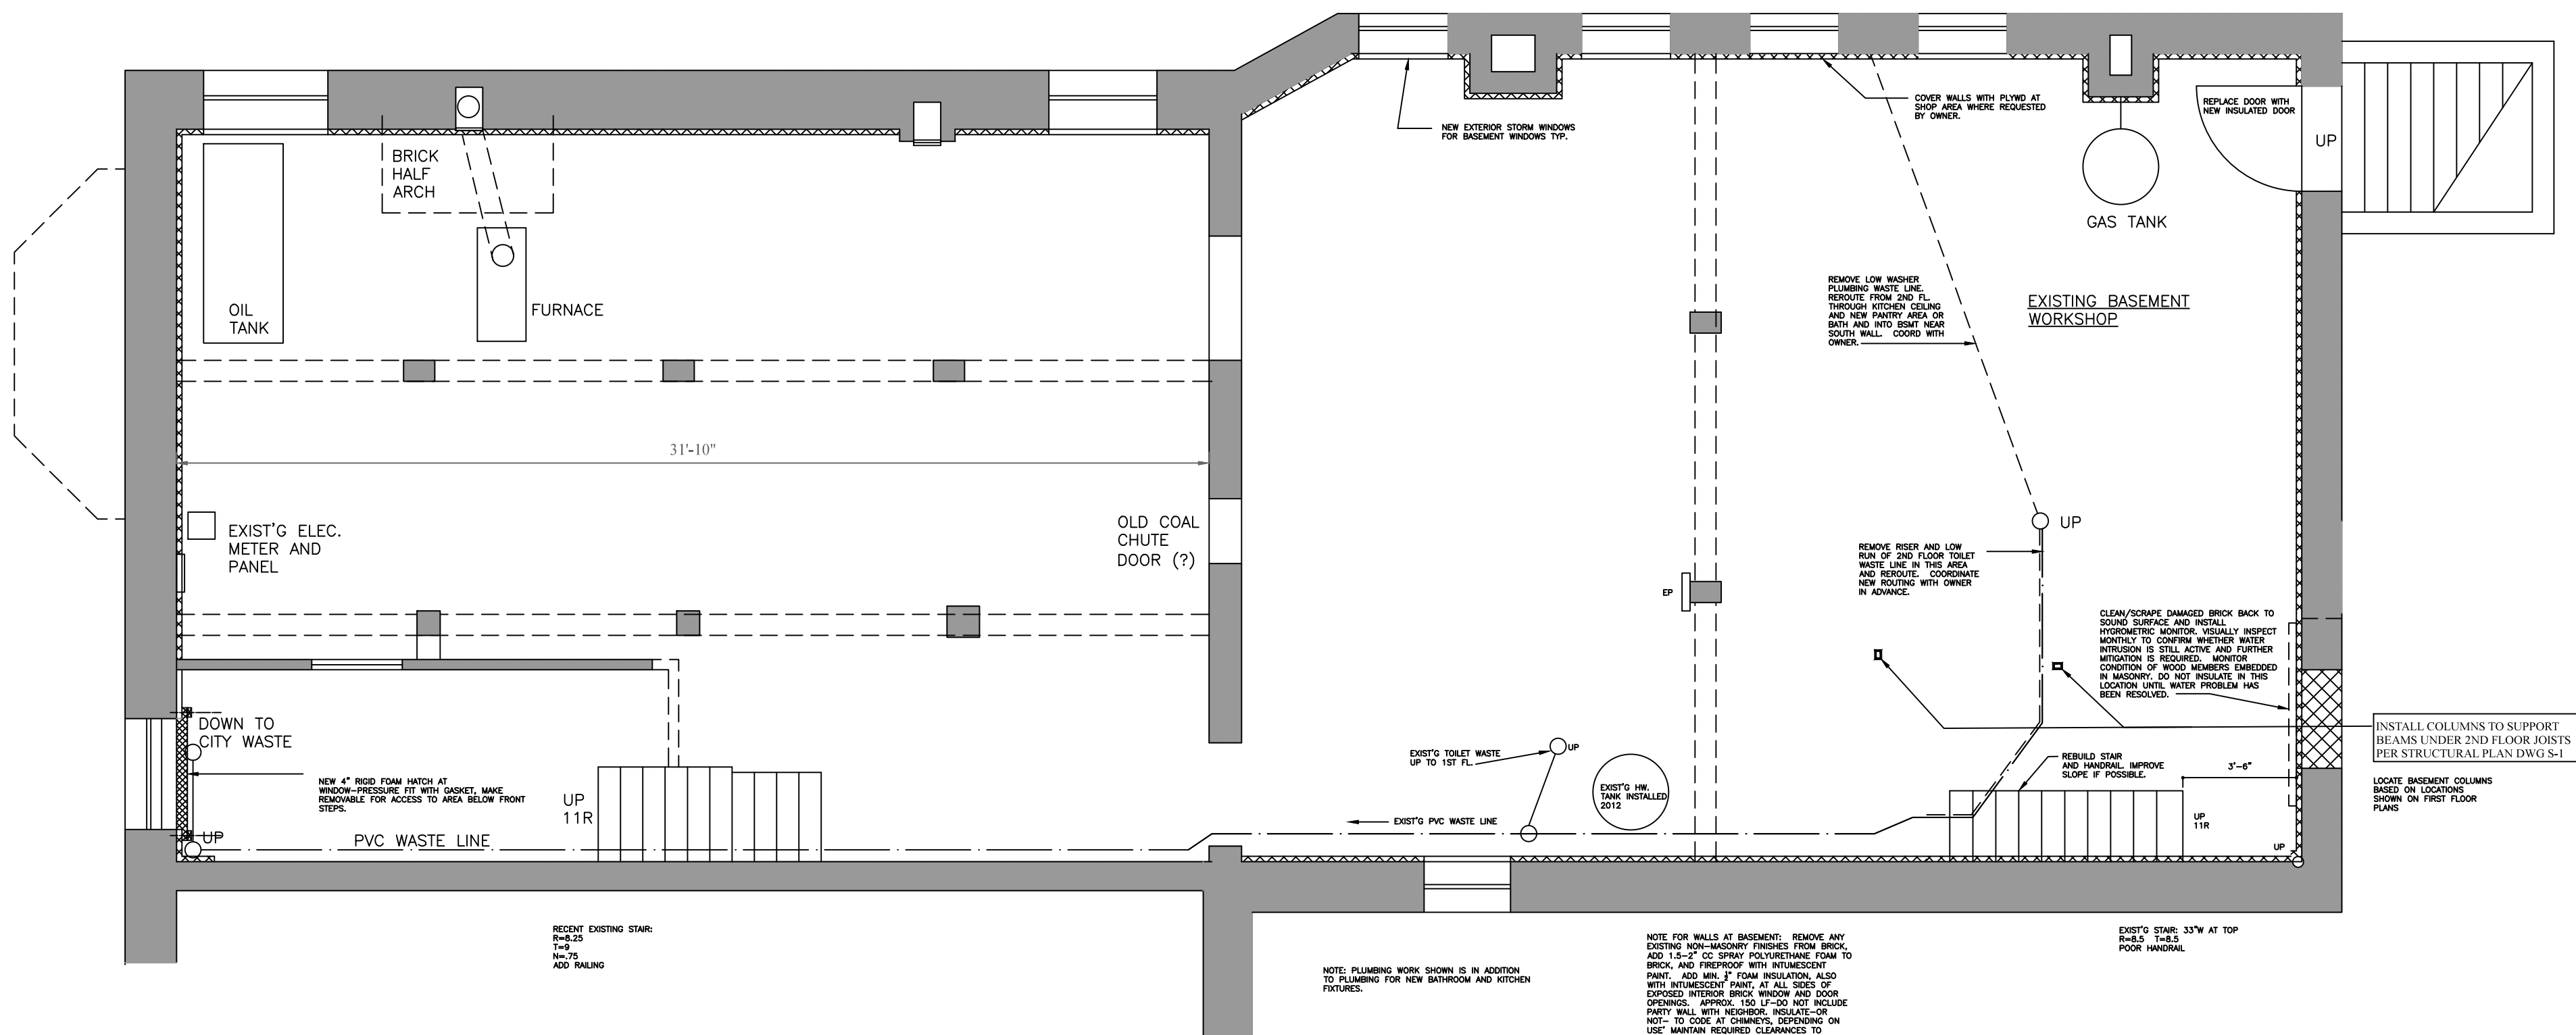 NEW EXTERIOR STORM WINDOWS
FOR BASEMENT WINDOWS TYP.
COVER WALLS WITH PLYWD AT
SHOP AREA WHERE REQUESTED
BY OWNER.
REPLACE DOOR WITH
NEW INSULATED DOOR
UP
BRICK
HALF
ARCH
GAS TANK
OIL
TANK
FURNACE
REMOVE LOW WASHER
PLUMBING WASTE LINE.
REROUTE FROM 2ND FL.
THROUGH KITCHEN CEILING
AND NEW PANTRY AREA OR
BATH AND INTO BSMT NEAR
SOUTH WALL. COORD WITH
OWNER.
EXISTING BASEMENT
WORKSHOP
31'-10"
EXIST'G ELEC.
METER AND
PANEL
OLD COAL
CHUTE
DOOR (?)
UP
REMOVE RISER AND LOW
RUN OF 2ND FLOOR TOILET
WASTE LINE IN THIS AREA
AND REROUTE. COORDINATE
NEW ROUTING WITH OWNER
IN ADVANCE.
EP
CLEAN/SCRAPE DAMAGED BRICK BACK TO
SOUND SURFACE AND INSTALL
HYGROMETRIC MONITOR. VISUALLY INSPECT
MONTHLY TO CONFIRM WHETHER WATER
INTRUSION IS STILL ACTIVE AND FURTHER
MITIGATION IS REQUIRED. MONITOR
CONDITION OF WOOD MEMBERS EMBEDDED
IN MASONRY. DO NOT INSULATE IN THIS
LOCATION UNTIL WATER PROBLEM HAS
BEEN RESOLVED.
INSTALL COLUMNS TO SUPPORT
BEAMS UNDER 2ND FLOOR JOISTS
PER STRUCTURAL PLAN DWG S-1
LOCATE BASEMENT COLUMNS
BASED ON LOCATIONS
SHOWN ON FIRST FLOOR
PLANS
DOWN TO
CITY WASTE
NEW 4" RIGID FOAM HATCH AT
WINDOW-PRESSURE FIT WITH GASKET, MAKE
REMOVABLE FOR ACCESS TO AREA BELOW FRONT
STEPS.
UP
PVC WASTE LINE
UP
11R
EXIST'G TOILET WASTE
UP TO 1ST FL.
UP
EXIST'G HW.
TANK INSTALLED
2012
EXIST'G PVC WASTE LINE
REBUILD STAIR
AND HANDRAIL. IMPROVE
SLOPE IF POSSIBLE.
3'-6"
UP
11R
UP
RECENT EXISTING STAIR:
R=8.25
T=9
N=.75
ADD RAILING
NOTE: PLUMBING WORK SHOWN IS IN ADDITION
TO PLUMBING FOR NEW BATHROOM AND KITCHEN
FIXTURES.
NOTE FOR WALLS AT BASEMENT: REMOVE ANY
EXISTING NON-MASONRY FINISHES FROM BRICK,
ADD 1.5-2" CC SPRAY POLYURETHANE FOAM TO
BRICK, AND FIREPROOF WITH INTUMESCENT
PAINT. ADD MIN. ½" FOAM INSULATION, ALSO
WITH INTUMESCENT PAINT, AT ALL SIDES OF
EXPOSED INTERIOR BRICK WINDOW AND DOOR
OPENINGS. APPROX. 150 LF-DO NOT INCLUDE
PARTY WALL WITH NEIGHBOR. INSULATE-OR
NOT- TO CODE AT CHIMNEYS, DEPENDING ON
USE' MAINTAIN REQUIRED CLEARANCES TO
EXIST'G STAIR: 33"W AT TOP
R=8.5 T=8.5
POOR HANDRAIL